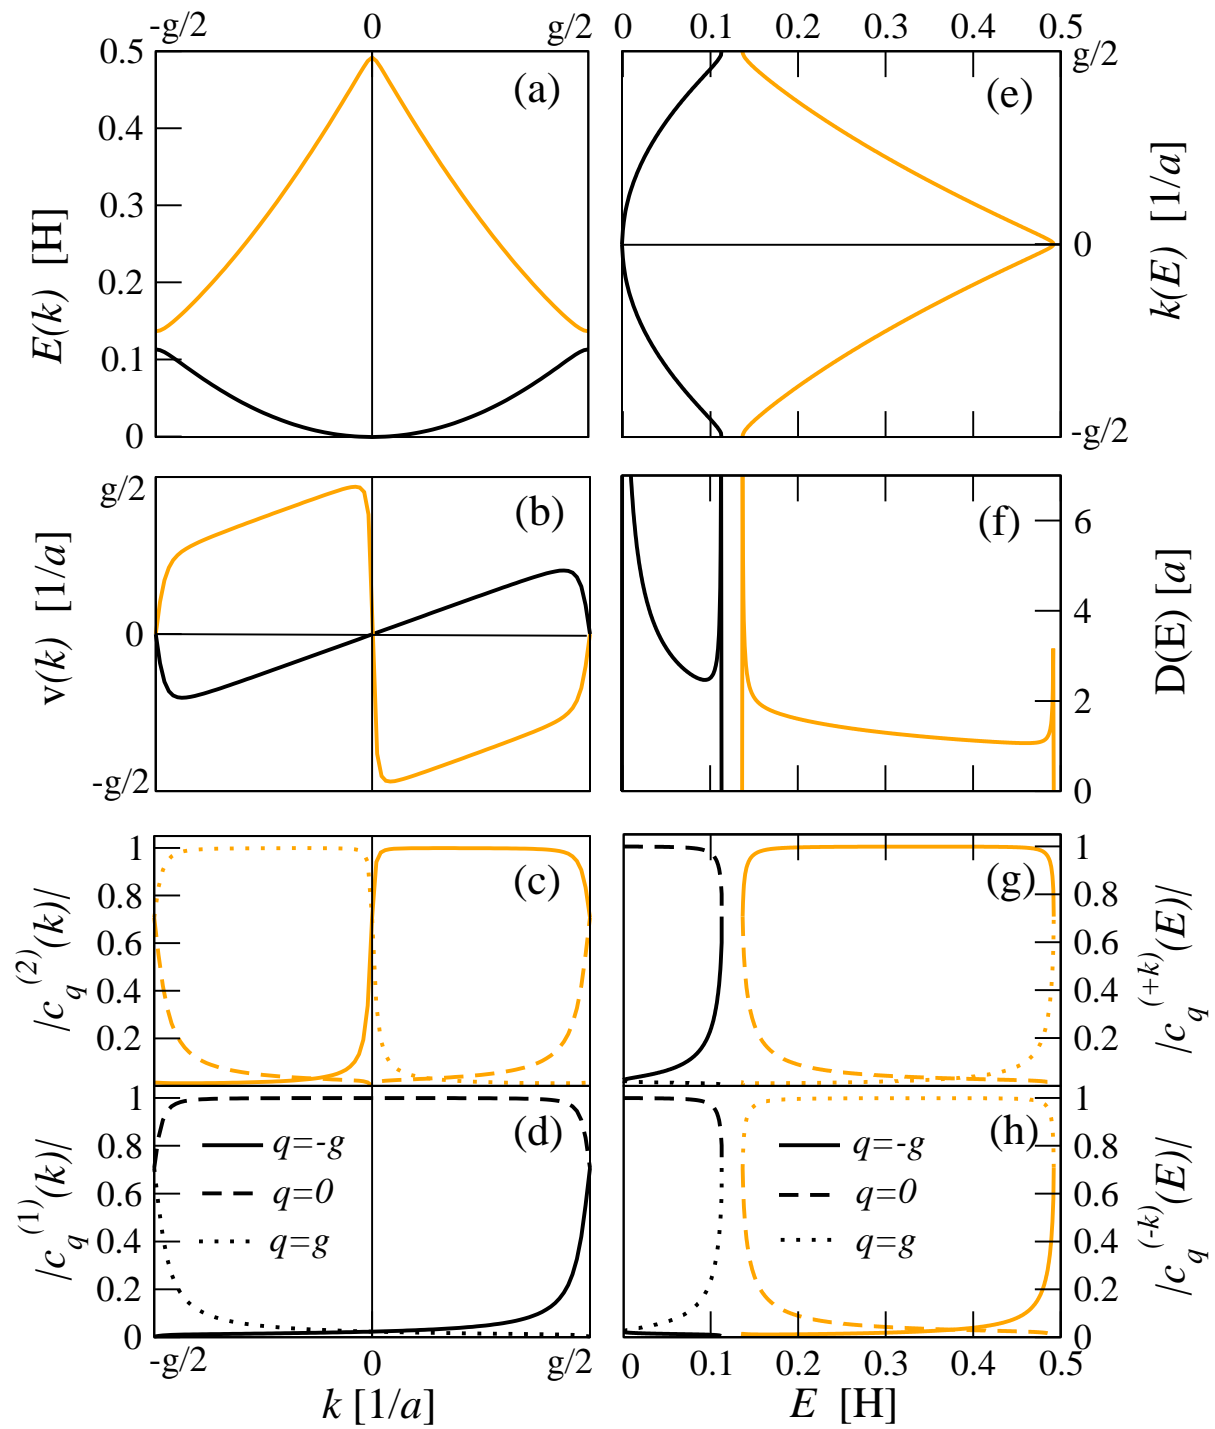 -g/2 0 g/2
0.5
0.4
0.3
0.2
0.1
0
E(k) [H]
(a)
0 0.1 0.2 0.3 0.4 0.5
g/2
0
-g/2
k(E) [1/a]
(e)
g/2
0
-g/2
v(k) [1/a]
(b)
6
4
2
0
D(E) [a]
(f)
1
0.8
0.6
0.4
0.2
|c_q^(2)(k)|
(c)
1
0.8
0.6
0.4
0.2
|c_q^(+k)(E)|
(g)
1
0.8
0.6
0.4
0.2
0
|c_q^(1)(k)|
(d)
q=-g
q=0
q=g
-g/2 0 g/2
k [1/a]
1
0.8
0.6
0.4
0.2
0
|c_q^(-k)(E)|
(h)
q=-g
q=0
q=g
0 0.1 0.2 0.3 0.4 0.5
E [H]